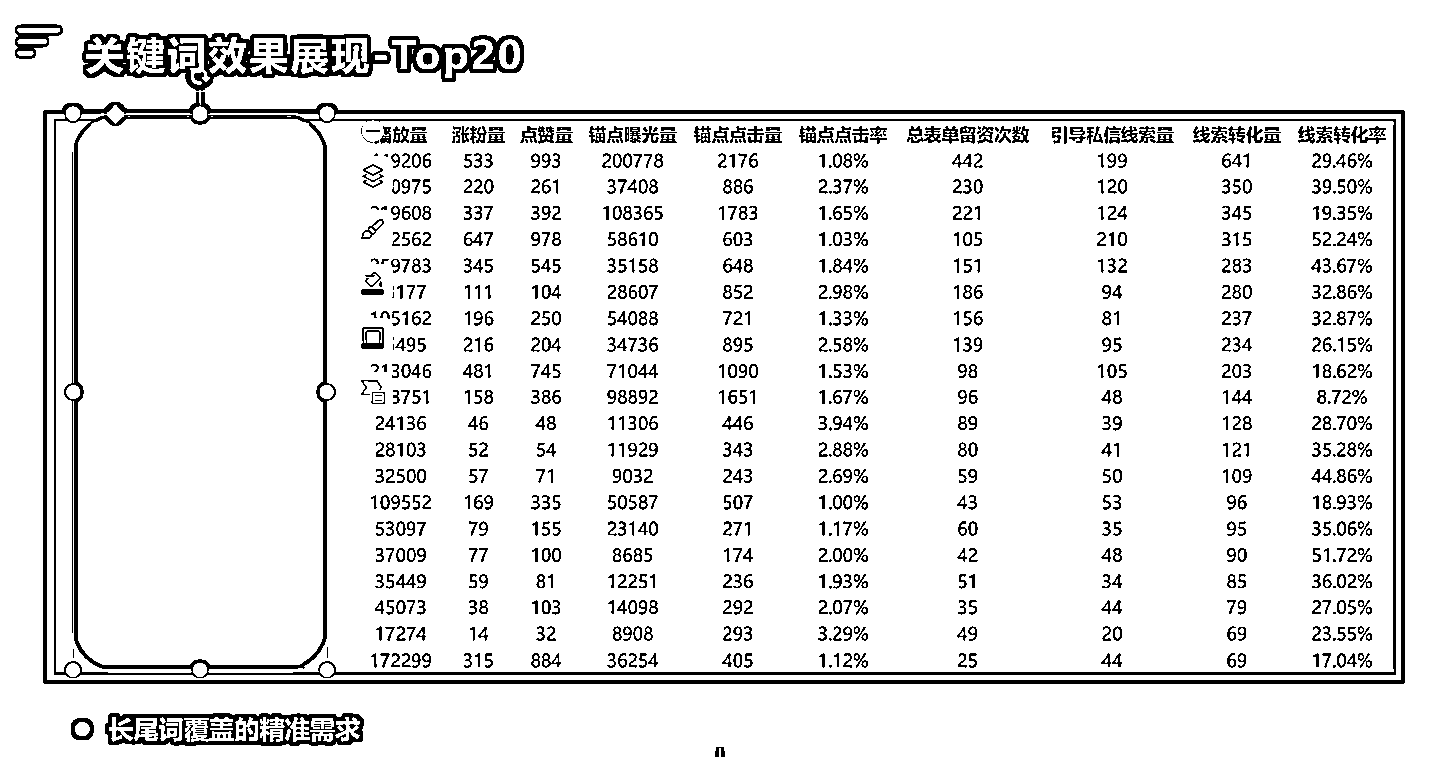 关键词效果展现-Top20
播放量 涨粉量 点赞量 锚点曝光量 锚点点击量 锚点点击率 总表单留资次数 引导私信线索量 线索转化量 线索转化率
9206 533 993 200778 2176 1.08% 442 199 641 29.46%
0975 220 261 37408 886 2.37% 230 120 350 39.50%
9608 337 392 108365 1783 1.65% 221 124 345 19.35%
2562 647 978 58610 603 1.03% 105 210 315 52.24%
9783 345 545 35158 648 1.84% 151 132 283 43.67%
177 111 104 28607 852 2.98% 186 94 280 32.86%
105162 196 250 54088 721 1.33% 156 81 237 32.87%
495 216 204 34736 895 2.58% 139 95 234 26.15%
213046 481 745 71044 1090 1.53% 98 105 203 18.62%
3751 158 386 98892 1651 1.67% 96 48 144 8.72%
24136 46 48 11306 446 3.94% 89 39 128 28.70%
28103 52 54 11929 343 2.88% 80 41 121 35.28%
32500 57 71 9032 243 2.69% 59 50 109 44.86%
109552 169 335 50587 507 1.00% 43 53 96 18.93%
53097 79 155 23140 271 1.17% 60 35 95 35.06%
37009 77 100 8685 174 2.00% 42 48 90 51.72%
35449 59 81 12251 236 1.93% 51 34 85 36.02%
45073 38 103 14098 292 2.07% 35 44 79 27.05%
17274 14 32 8908 293 3.29% 49 20 69 23.55%
172299 315 884 36254 405 1.12% 25 44 69 17.04%
长尾词覆盖的精准需求